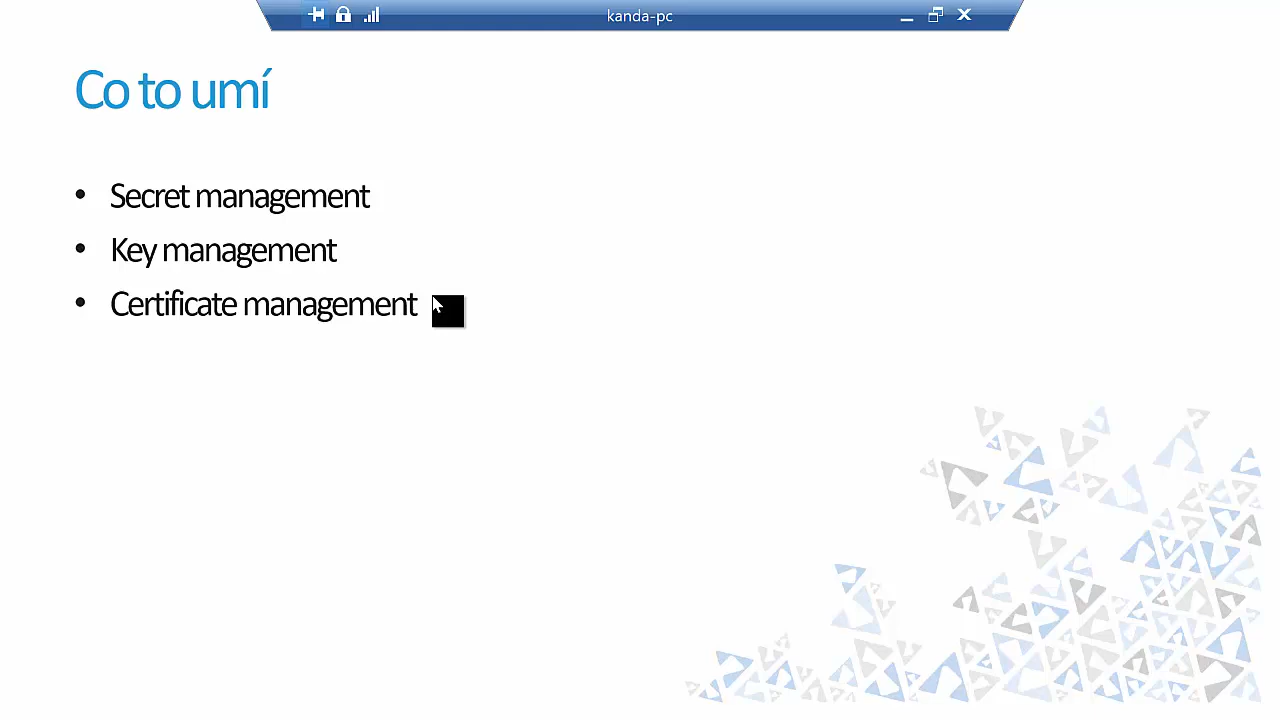 kanda-pc
Co to umí
• Secret management
• Key management
• Certificate management